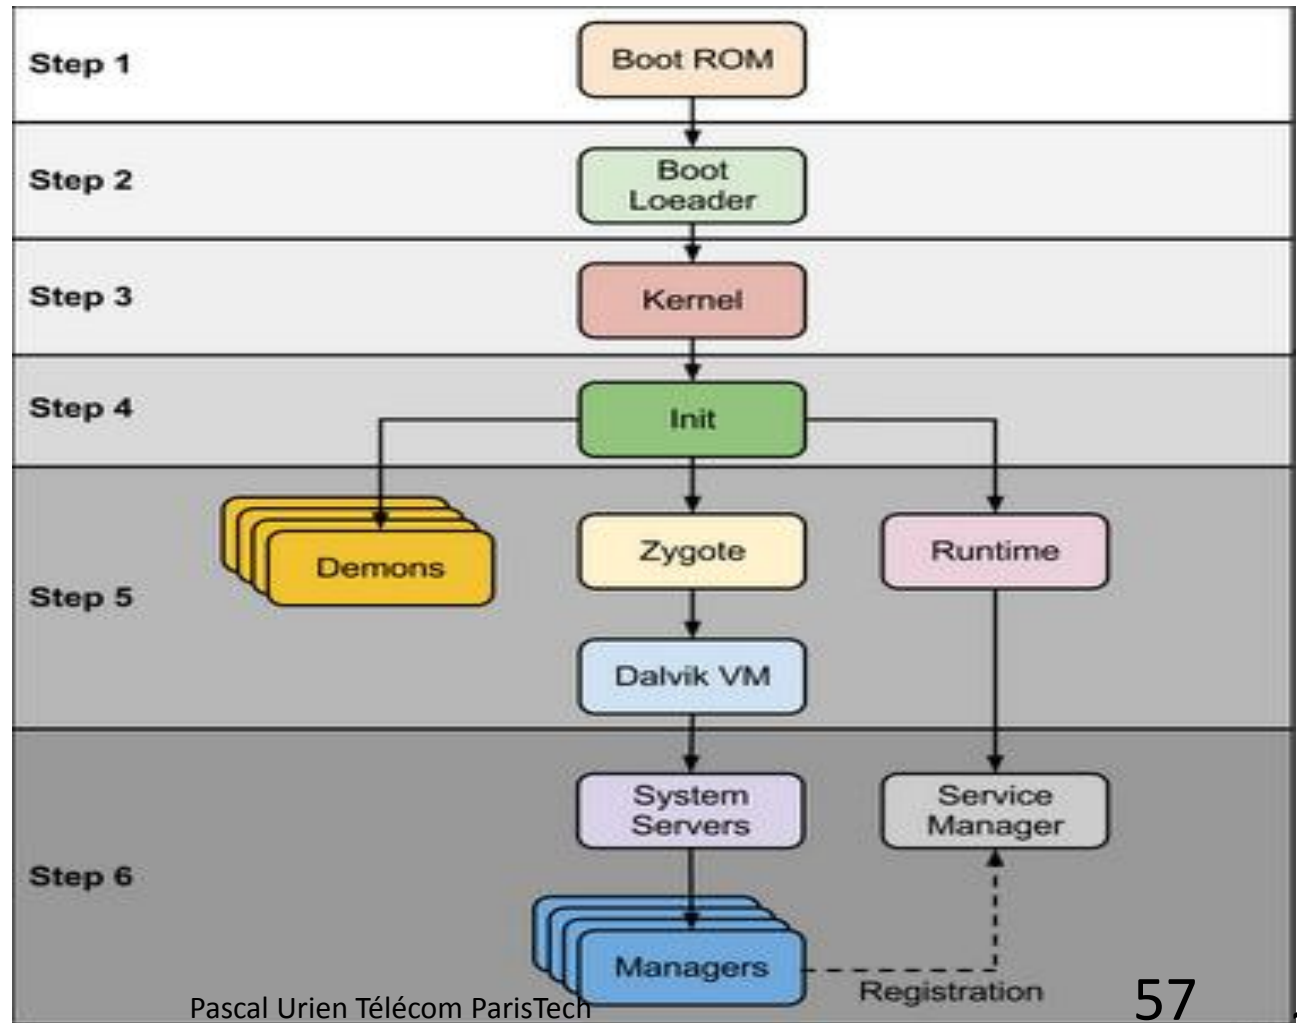 Step 1
Boot ROM
Step 2
Boot
Loeader
Step 3
Kernel
Step 4
Init
Step 5
Demons
Zygote
Runtime
Dalvik VM
Step 6
System
Servers
Service
Manager
Managers
Registration
Pascal Urien Télécom ParisTech
57